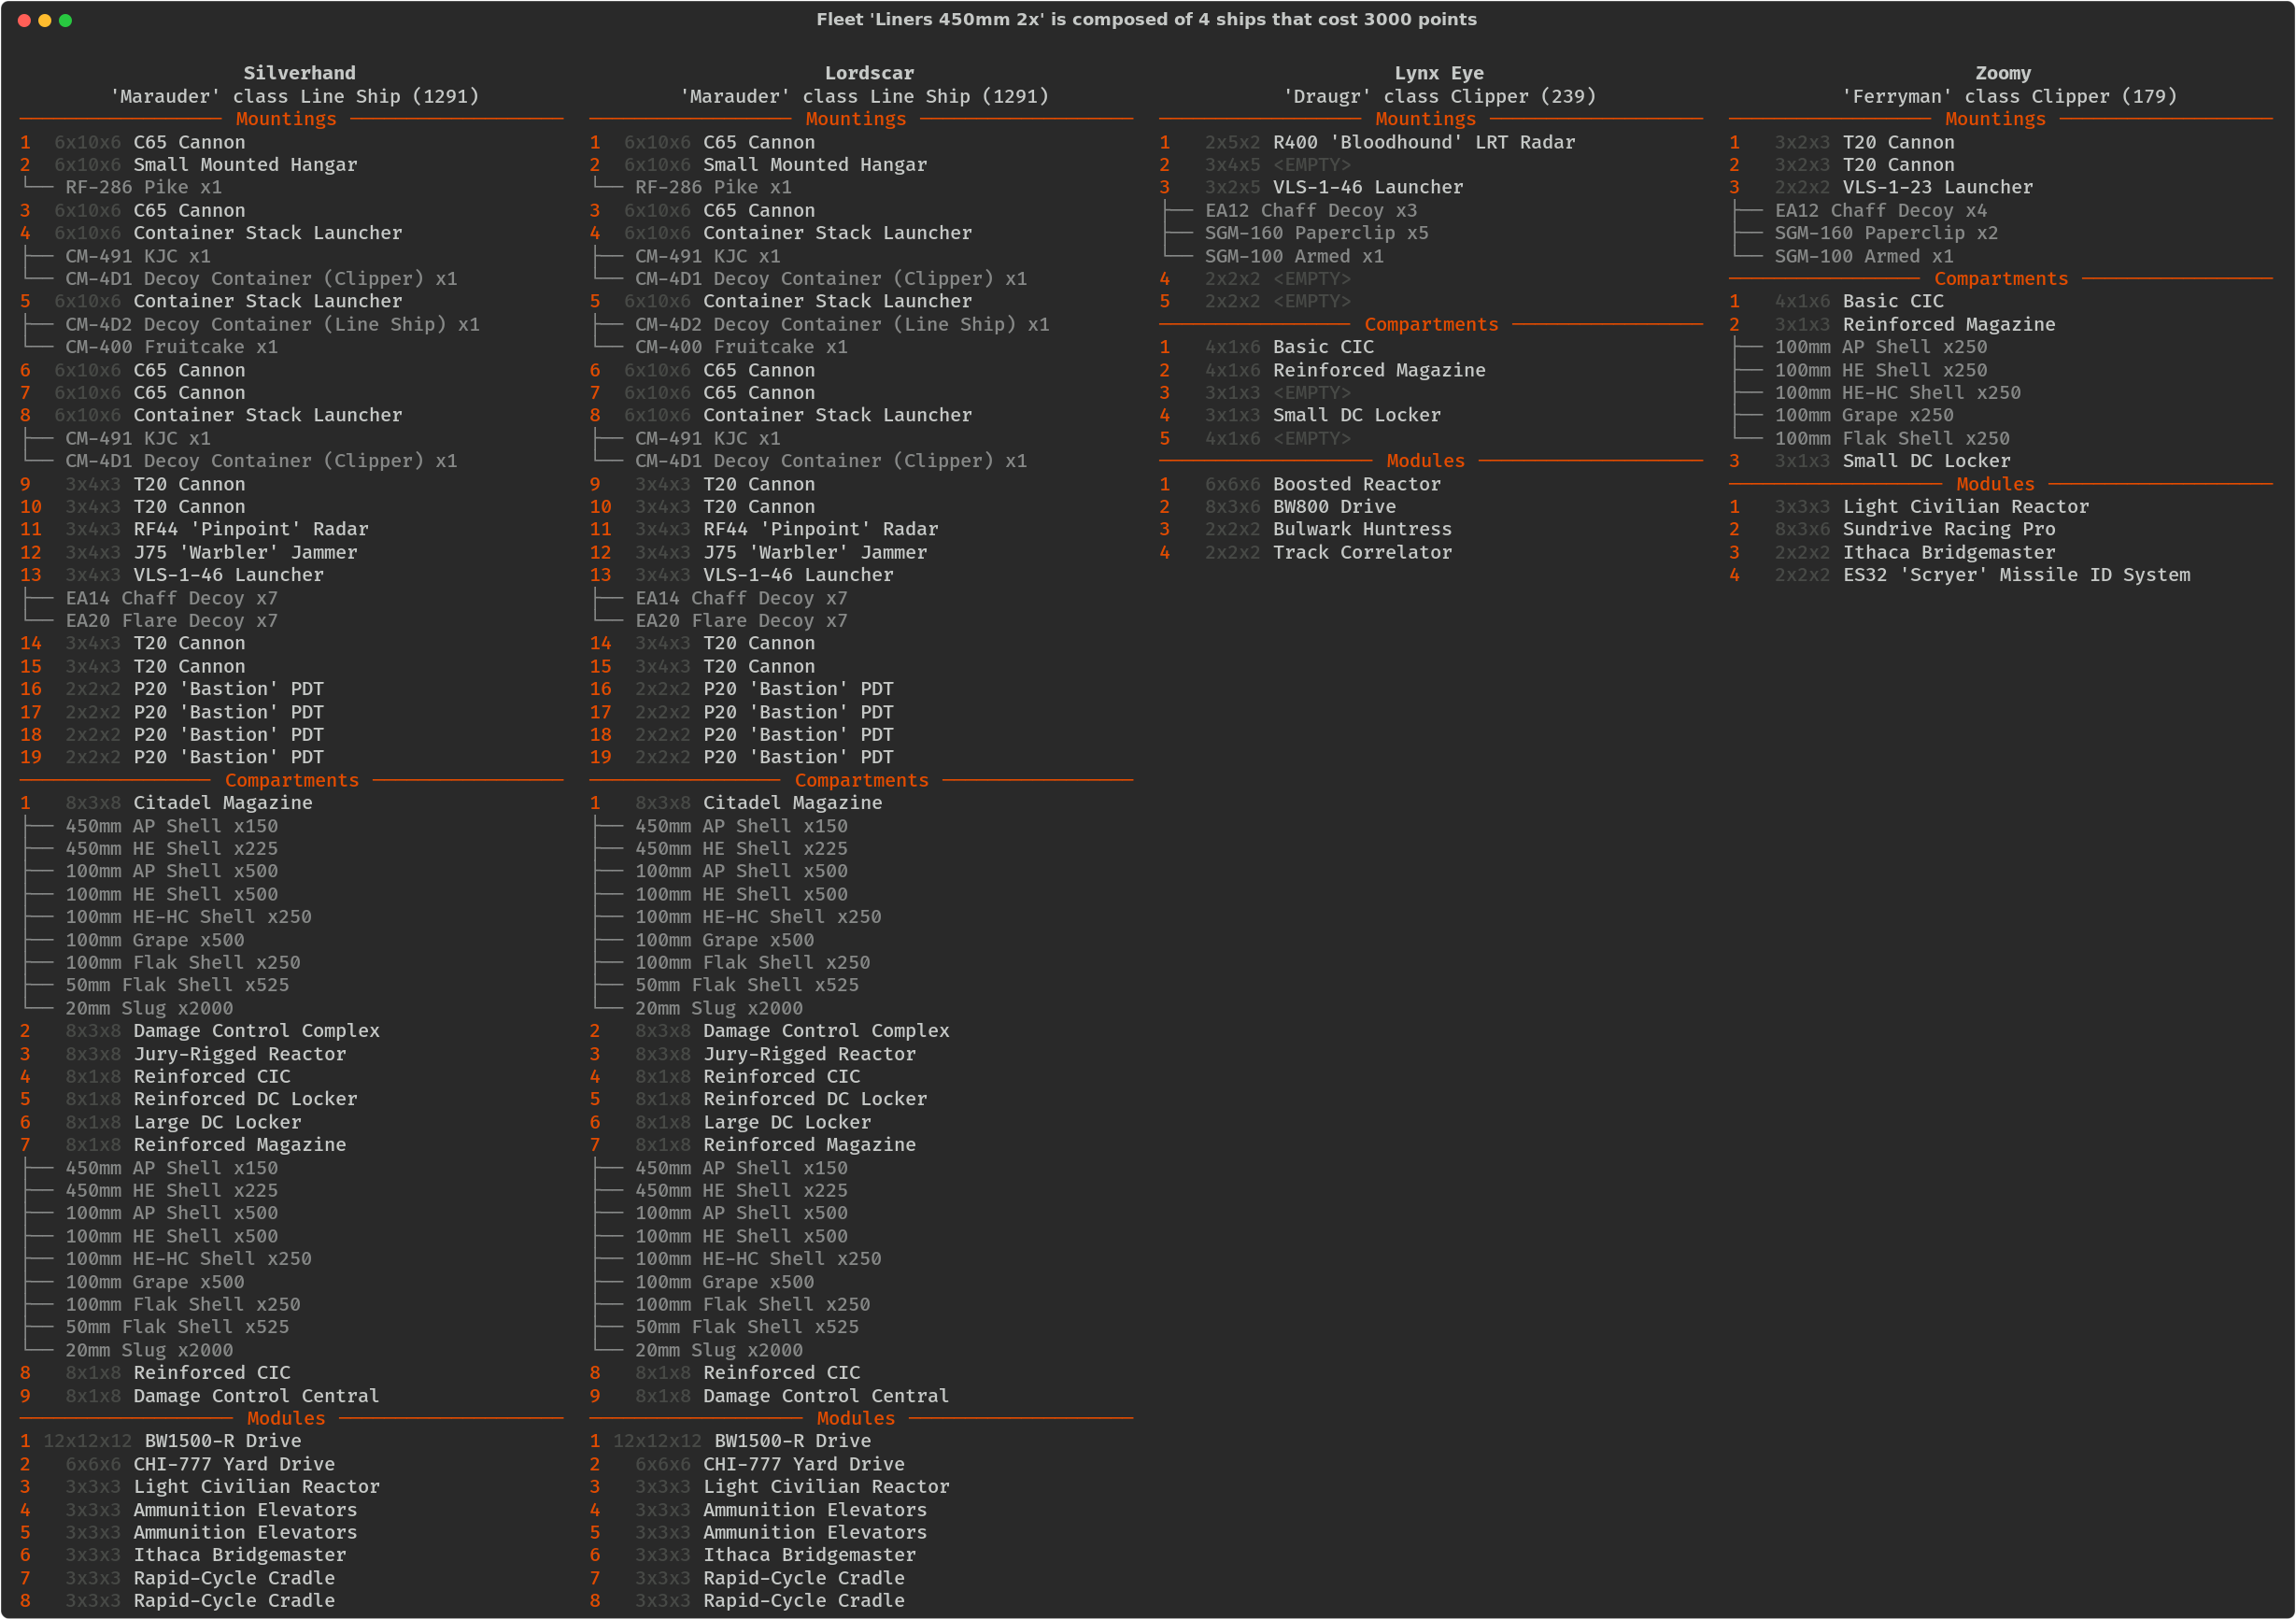 Fleet 'Liners 450mm 2x' is composed of 4 ships that cost 3000 points
Silverhand
'Marauder' class Line Ship (1291)
Mountings
1 6x10x6 C65 Cannon
2 6x10x6 Small Mounted Hangar
RF-286 Pike x1
3 6x10x6 C65 Cannon
4 6x10x6 Container Stack Launcher
CM-491 KJC x1
CM-4D1 Decoy Container (Clipper) x1
5 6x10x6 Container Stack Launcher
CM-4D2 Decoy Container (Line Ship) x1
CM-400 Fruitcake x1
6 6x10x6 C65 Cannon
7 6x10x6 C65 Cannon
8 6x10x6 Container Stack Launcher
CM-491 KJC x1
CM-4D1 Decoy Container (Clipper) x1
9 3x4x3 T20 Cannon
10 3x4x3 T20 Cannon
11 3x4x3 RF44 'Pinpoint' Radar
12 3x4x3 J75 'Warbler' Jammer
13 3x4x3 VLS-1-46 Launcher
EA14 Chaff Decoy x7
EA20 Flare Decoy x7
14 3x4x3 T20 Cannon
15 3x4x3 T20 Cannon
16 2x2x2 P20 'Bastion' PDT
17 2x2x2 P20 'Bastion' PDT
18 2x2x2 P20 'Bastion' PDT
19 2x2x2 P20 'Bastion' PDT
Compartments
1 8x3x8 Citadel Magazine
450mm AP Shell x150
450mm HE Shell x225
100mm AP Shell x500
100mm HE Shell x500
100mm HE-HC Shell x250
100mm Grape x500
100mm Flak Shell x250
50mm Flak Shell x525
20mm Slug x2000
2 8x3x8 Damage Control Complex
3 8x3x8 Jury-Rigged Reactor
4 8x1x8 Reinforced CIC
5 8x1x8 Reinforced DC Locker
6 8x1x8 Large DC Locker
7 8x1x8 Reinforced Magazine
450mm AP Shell x150
450mm HE Shell x225
100mm AP Shell x500
100mm HE Shell x500
100mm HE-HC Shell x250
100mm Grape x500
100mm Flak Shell x250
50mm Flak Shell x525
20mm Slug x2000
8 8x1x8 Reinforced CIC
9 8x1x8 Damage Control Central
Modules
1 12x12x12 BW1500-R Drive
2 6x6x6 CHI-777 Yard Drive
3 3x3x3 Light Civilian Reactor
4 3x3x3 Ammunition Elevators
5 3x3x3 Ammunition Elevators
6 3x3x3 Ithaca Bridgemaster
7 3x3x3 Rapid-Cycle Cradle
8 3x3x3 Rapid-Cycle Cradle
Lordscar
'Marauder' class Line Ship (1291)
Mountings
1 6x10x6 C65 Cannon
2 6x10x6 Small Mounted Hangar
RF-286 Pike x1
3 6x10x6 C65 Cannon
4 6x10x6 Container Stack Launcher
CM-491 KJC x1
CM-4D1 Decoy Container (Clipper) x1
5 6x10x6 Container Stack Launcher
CM-4D2 Decoy Container (Line Ship) x1
CM-400 Fruitcake x1
6 6x10x6 C65 Cannon
7 6x10x6 C65 Cannon
8 6x10x6 Container Stack Launcher
CM-491 KJC x1
CM-4D1 Decoy Container (Clipper) x1
9 3x4x3 T20 Cannon
10 3x4x3 T20 Cannon
11 3x4x3 RF44 'Pinpoint' Radar
12 3x4x3 J75 'Warbler' Jammer
13 3x4x3 VLS-1-46 Launcher
EA14 Chaff Decoy x7
EA20 Flare Decoy x7
14 3x4x3 T20 Cannon
15 3x4x3 T20 Cannon
16 2x2x2 P20 'Bastion' PDT
17 2x2x2 P20 'Bastion' PDT
18 2x2x2 P20 'Bastion' PDT
19 2x2x2 P20 'Bastion' PDT
Compartments
1 8x3x8 Citadel Magazine
450mm AP Shell x150
450mm HE Shell x225
100mm AP Shell x500
100mm HE Shell x500
100mm HE-HC Shell x250
100mm Grape x500
100mm Flak Shell x250
50mm Flak Shell x525
20mm Slug x2000
2 8x3x8 Damage Control Complex
3 8x3x8 Jury-Rigged Reactor
4 8x1x8 Reinforced CIC
5 8x1x8 Reinforced DC Locker
6 8x1x8 Large DC Locker
7 8x1x8 Reinforced Magazine
450mm AP Shell x150
450mm HE Shell x225
100mm AP Shell x500
100mm HE Shell x500
100mm HE-HC Shell x250
100mm Grape x500
100mm Flak Shell x250
50mm Flak Shell x525
20mm Slug x2000
8 8x1x8 Reinforced CIC
9 8x1x8 Damage Control Central
Modules
1 12x12x12 BW1500-R Drive
2 6x6x6 CHI-777 Yard Drive
3 3x3x3 Light Civilian Reactor
4 3x3x3 Ammunition Elevators
5 3x3x3 Ammunition Elevators
6 3x3x3 Ithaca Bridgemaster
7 3x3x3 Rapid-Cycle Cradle
8 3x3x3 Rapid-Cycle Cradle
Lynx Eye
'Draugr' class Clipper (239)
Mountings
1 2x5x2 R400 'Bloodhound' LRT Radar
2 3x4x5 <EMPTY>
3 3x2x5 VLS-1-46 Launcher
EA12 Chaff Decoy x3
SGM-160 Paperclip x5
SGM-100 Armed x1
4 2x2x2 <EMPTY>
5 2x2x2 <EMPTY>
Compartments
1 4x1x6 Basic CIC
2 4x1x6 Reinforced Magazine
3 3x1x3 <EMPTY>
4 3x1x3 Small DC Locker
5 4x1x6 <EMPTY>
Modules
1 6x6x6 Boosted Reactor
2 8x3x6 BW800 Drive
3 2x2x2 Bulwark Huntress
4 2x2x2 Track Correlator
Zoomy
'Ferryman' class Clipper (179)
Mountings
1 3x2x3 T20 Cannon
2 3x2x3 T20 Cannon
3 2x2x2 VLS-1-23 Launcher
EA12 Chaff Decoy x4
SGM-160 Paperclip x2
SGM-100 Armed x1
Compartments
1 4x1x6 Basic CIC
2 3x1x3 Reinforced Magazine
100mm AP Shell x250
100mm HE Shell x250
100mm HE-HC Shell x250
100mm Grape x250
100mm Flak Shell x250
3 3x1x3 Small DC Locker
Modules
1 3x3x3 Light Civilian Reactor
2 8x3x6 Sundrive Racing Pro
3 2x2x2 Ithaca Bridgemaster
4 2x2x2 ES32 'Scryer' Missile ID System